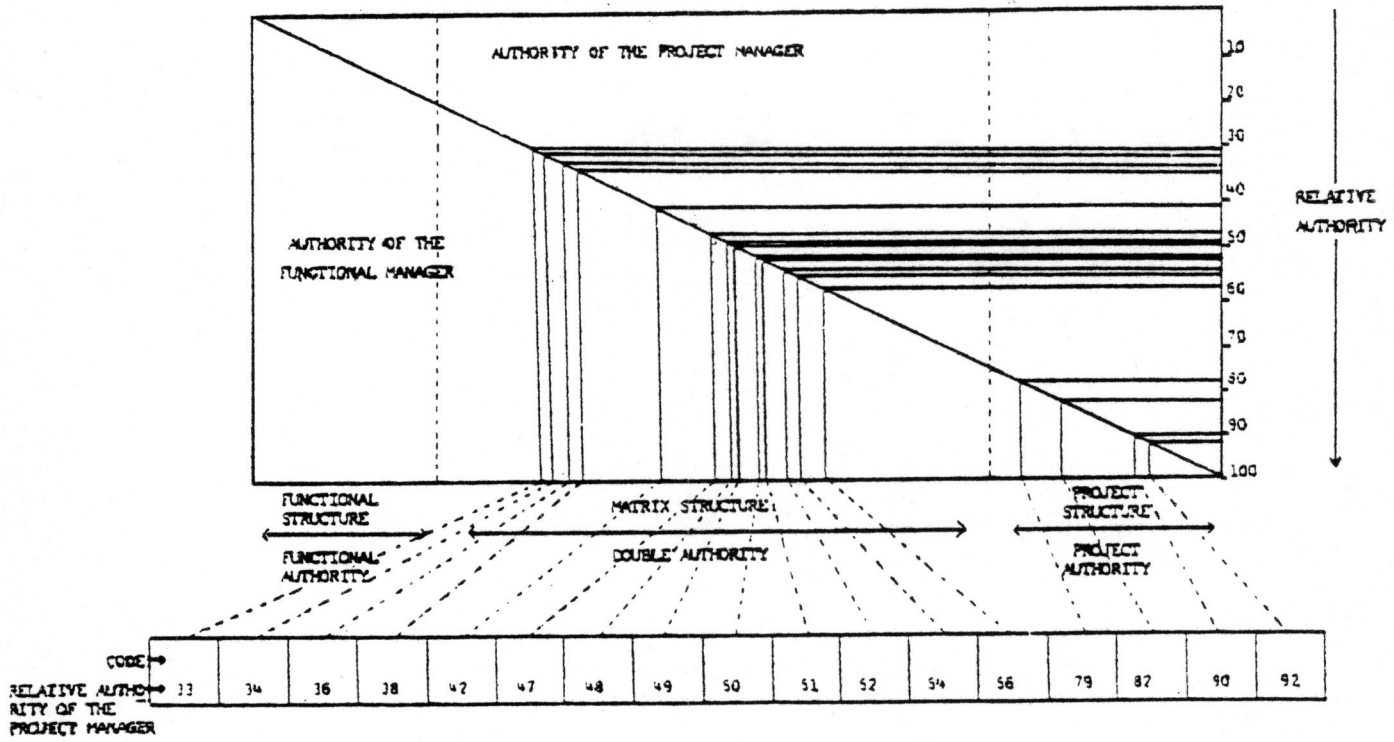 AUTHORITY OF THE PROJECT MANAGER
10
20
30
40
50
60
70
80
90
100
RELATIVE
AUTHORITY
AUTHORITY OF THE
FUNCTIONAL MANAGER
FUNCTIONAL
STRUCTURE
MATRIX STRUCTURE
PROJECT
STRUCTURE
FUNCTIONAL
AUTHORITY
DOUBLE AUTHORITY
PROJECT
AUTHORITY
CODE
RELATIVE AUTHO-
RITY OF THE
PROJECT MANAGER
33 34 36 38 42 47 48 49 50 51 52 54 56 79 82 90 92